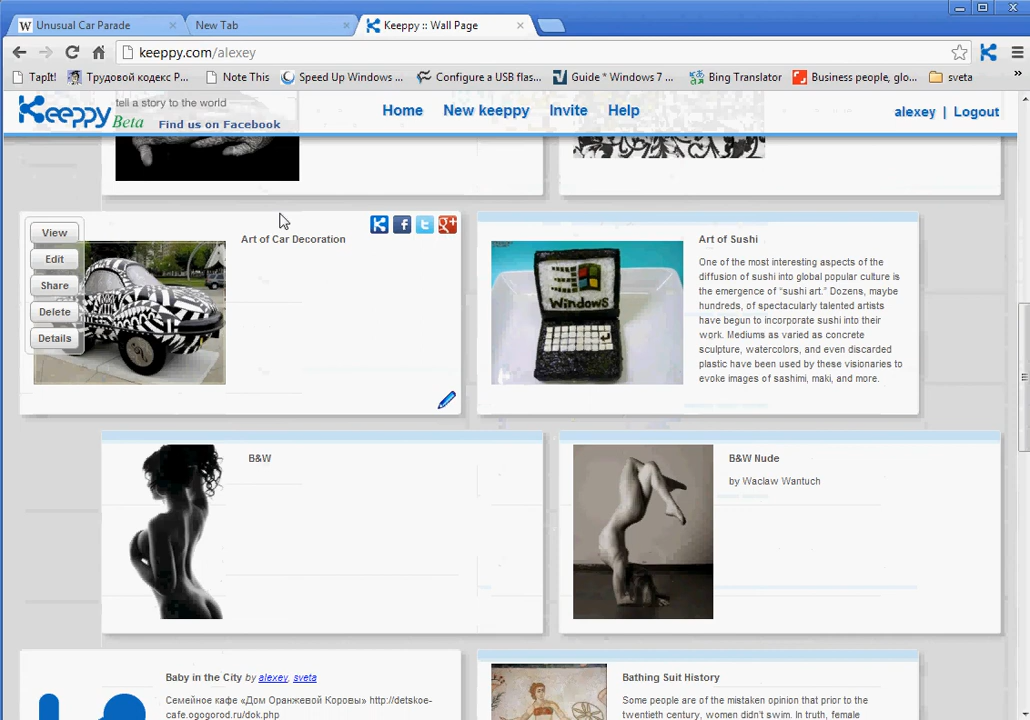 W Unusual Car Parade
New Tab
Keeppy :: Wall Page
keeppy.com/alexey
TapIt!
Трудовой кодекс Р...
Note This
Speed Up Windows ...
Configure a USB flas...
Guide * Windows 7 ...
Bing Translator
Business people, glo...
sveta
»
Keeppy
tell a story to the world
Beta
Find us on Facebook
Home
New keeppy
Invite
Help
alexey | Logout
View
Edit
Share
Delete
Details
Art of Car Decoration
Art of Sushi
One of the most interesting aspects of the
diffusion of sushi into global popular culture is
the emergence of “sushi art.” Dozens, maybe
hundreds, of spectacularly talented artists
have begun to incorporate sushi into their
work. Mediums as varied as concrete
sculpture, watercolors, and even discarded
plastic have been used by these visionaries to
evoke images of sashimi, maki, and more.
Windows
B&W
B&W Nude
by Waclaw Wantuch
Baby in the City by alexey, sveta
Семейное кафе «Дом Оранжевой Коровы» http://detskoe-
cafe.ogogorod.ru/dok.php
Bathing Suit History
Some people are of the mistaken opinion that prior to the
twentieth century, women didn't swim. In truth, female